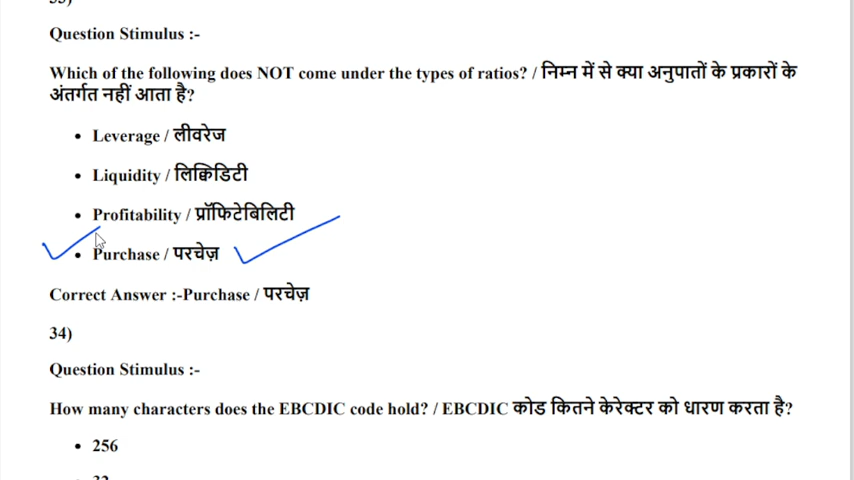 Question Stimulus :-
Which of the following does NOT come under the types of ratios? / निम्न में से क्या अनुपातों के प्रकारों के
अंतर्गत नहीं आता है?
• Leverage / लीवरेज
• Liquidity / लिक्विडिटी
• Profitability / प्रॉफिटेबिलिटी
• Purchase / परचेज़
Correct Answer :-Purchase / परचेज़
34)
Question Stimulus :-
How many characters does the EBCDIC code hold? / EBCDIC कोड कितने केरेक्टर को धारण करता है?
• 256